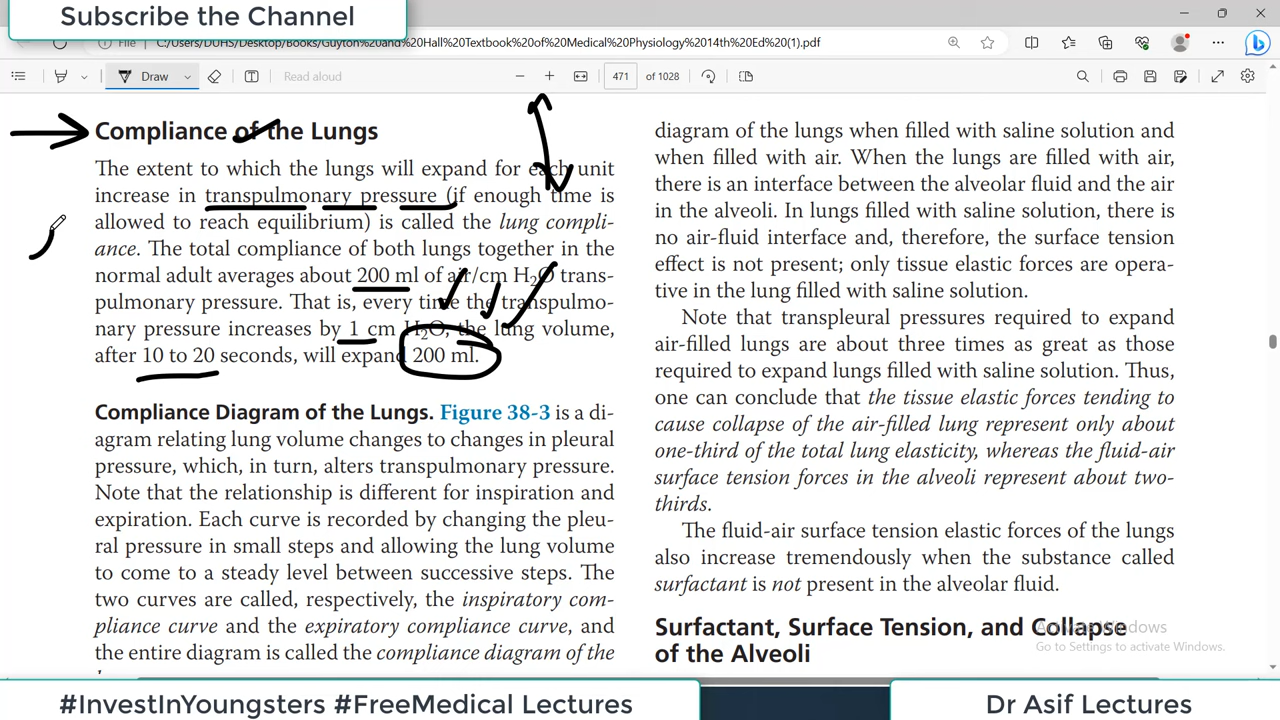 Subscribe the Channel
File
C:/Users/DUHS/Desktop/Books/Guyton%20and%20Hall%20Textbook%20of%20Medical%20Physiology%2014th%20Ed%20(1).pdf
Draw
Read aloud
471 of 1028
Compliance of the Lungs
The extent to which the lungs will expand for each unit
increase in transpulmonary pressure (if enough time is
allowed to reach equilibrium) is called the lung compli-
ance. The total compliance of both lungs together in the
normal adult averages about 200 ml of air/cm H2O trans-
pulmonary pressure. That is, every time the transpulmo-
nary pressure increases by 1 cm H2O, the lung volume,
after 10 to 20 seconds, will expand 200 ml.
Compliance Diagram of the Lungs. Figure 38-3 is a di-
agram relating lung volume changes to changes in pleural
pressure, which, in turn, alters transpulmonary pressure.
Note that the relationship is different for inspiration and
expiration. Each curve is recorded by changing the pleu-
ral pressure in small steps and allowing the lung volume
to come to a steady level between successive steps. The
two curves are called, respectively, the inspiratory com-
pliance curve and the expiratory compliance curve, and
the entire diagram is called the compliance diagram of the
diagram of the lungs when filled with saline solution and
when filled with air. When the lungs are filled with air,
there is an interface between the alveolar fluid and the air
in the alveoli. In lungs filled with saline solution, there is
no air-fluid interface and, therefore, the surface tension
effect is not present; only tissue elastic forces are opera-
tive in the lung filled with saline solution.
Note that transpleural pressures required to expand
air-filled lungs are about three times as great as those
required to expand lungs filled with saline solution. Thus,
one can conclude that the tissue elastic forces tending to
cause collapse of the air-filled lung represent only about
one-third of the total lung elasticity, whereas the fluid-air
surface tension forces in the alveoli represent about two-
thirds.
The fluid-air surface tension elastic forces of the lungs
also increase tremendously when the substance called
surfactant is not present in the alveolar fluid.
Surfactant, Surface Tension, and Collapse
of the Alveoli
Activate Windows
Go to Settings to activate Windows.
#InvestInYoungsters #FreeMedical Lectures
Dr Asif Lectures